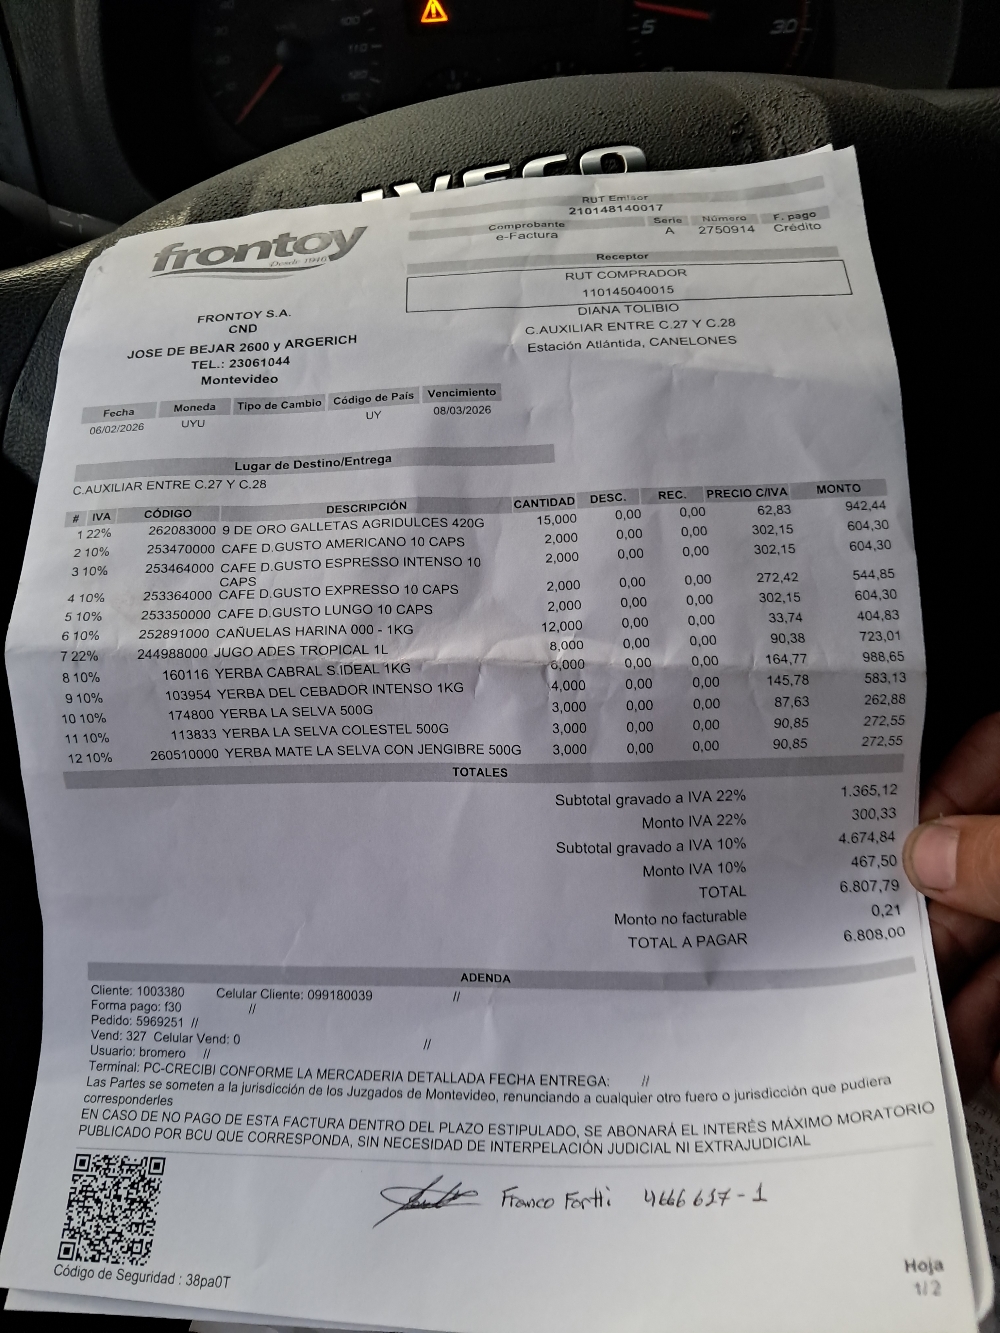 IVECO
5
30
frontoy
Desde 1946
FRONTOY S.A.
CND
JOSE DE BEJAR 2600 y ARGERICH
TEL.: 23061044
Montevideo
RUT Emisor
210148140017
Comprobante Serie Número F. pago
e-Factura A 2750914 Crédito
Receptor
RUT COMPRADOR
110145040015
DIANA TOLIBIO
C.AUXILIAR ENTRE C.27 Y C.28
Estación Atlántida, CANELONES
Fecha Moneda Tipo de Cambio Código de País Vencimiento
06/02/2026 UYU UY 08/03/2026
Lugar de Destino/Entrega
C.AUXILIAR ENTRE C.27 Y C.28
# IVA CÓDIGO DESCRIPCIÓN CANTIDAD DESC. REC. PRECIO C/IVA MONTO
1 22% 262083000 9 DE ORO GALLETAS AGRIDULCES 420G 15,000 0,00 0,00 62,83 942,44
2 10% 253470000 CAFE D.GUSTO AMERICANO 10 CAPS 2,000 0,00 0,00 302,15 604,30
3 10% 253464000 CAFE D.GUSTO ESPRESSO INTENSO 10 2,000 0,00 0,00 302,15 604,30
CAPS
4 10% 253364000 CAFE D.GUSTO EXPRESSO 10 CAPS 2,000 0,00 0,00 272,42 544,85
5 10% 253350000 CAFE D.GUSTO LUNGO 10 CAPS 2,000 0,00 0,00 302,15 604,30
6 10% 252891000 CAÑUELAS HARINA 000 - 1KG 12,000 0,00 0,00 33,74 404,83
7 22% 244988000 JUGO ADES TROPICAL 1L 8,000 0,00 0,00 90,38 723,01
8 10% 160116 YERBA CABRAL S.IDEAL 1KG 6,000 0,00 0,00 164,77 988,65
9 10% 103954 YERBA DEL CEBADOR INTENSO 1KG 4,000 0,00 0,00 145,78 583,13
10 10% 174800 YERBA LA SELVA 500G 3,000 0,00 0,00 87,63 262,88
11 10% 113833 YERBA LA SELVA COLESTEL 500G 3,000 0,00 0,00 90,85 272,55
12 10% 260510000 YERBA MATE LA SELVA CON JENGIBRE 500G 3,000 0,00 0,00 90,85 272,55
TOTALES
Subtotal gravado a IVA 22% 1.365,12
Monto IVA 22% 300,33
Subtotal gravado a IVA 10% 4.674,84
Monto IVA 10% 467,50
TOTAL 6.807,79
Monto no facturable 0,21
TOTAL A PAGAR 6.808,00
ADENDA
Cliente: 1003380 Celular Cliente: 099180039 //
Forma pago: f30 //
Pedido: 5969251 //
Vend: 327 Celular Vend: 0 //
Usuario: bromero //
Terminal: PC-CRECIBI CONFORME LA MERCADERIA DETALLADA FECHA ENTREGA: //
Las Partes se someten a la jurisdicción de los Juzgados de Montevideo, renunciando a cualquier otro fuero o jurisdicción que pudiera
corresponderles
EN CASO DE NO PAGO DE ESTA FACTURA DENTRO DEL PLAZO ESTIPULADO, SE ABONARÁ EL INTERÉS MÁXIMO MORATORIO
PUBLICADO POR BCU QUE CORRESPONDA, SIN NECESIDAD DE INTERPELACIÓN JUDICIAL NI EXTRAJUDICIAL
Franco Fortti 4666637-1
Código de Seguridad : 38pa0T
Hoja
1/2